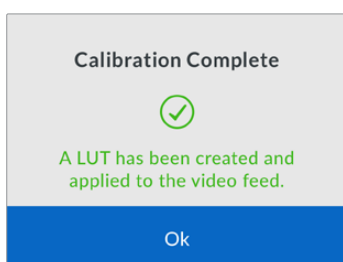 Calibration Complete
A LUT has been created and
applied to the video feed.
Ok